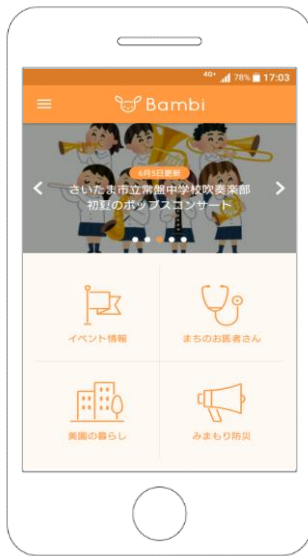 4G+ 78% 17:03
Bambi
6月5日更新
さいたま市立常盤中学校吹奏楽部
初夏のポップスコンサート
イベント情報
まちのお医者さん
美園の暮らし
みまもり防災